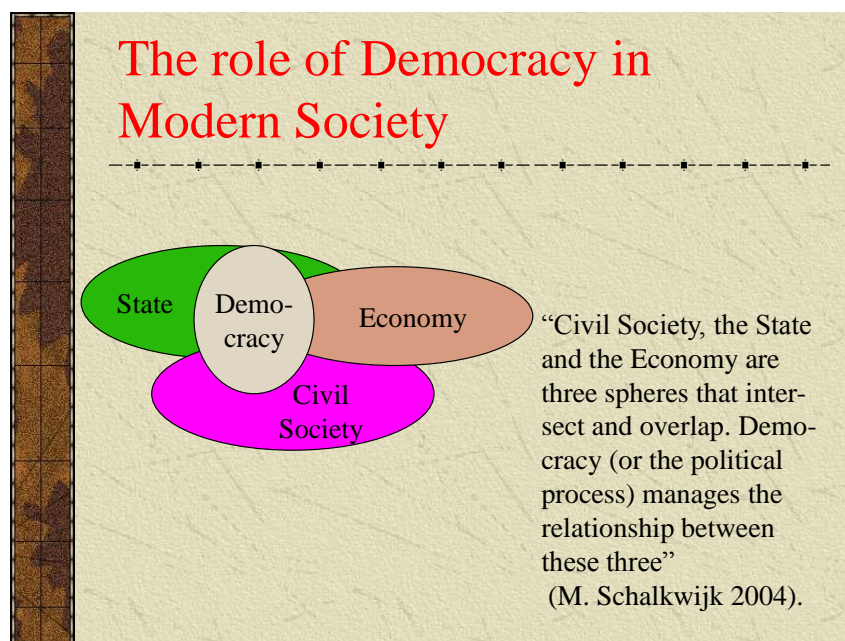 The role of Democracy in
Modern Society
State
Demo-
cracy
Economy
Civil
Society
“Civil Society, the State
and the Economy are
three spheres that inter-
sect and overlap. Demo-
cracy (or the political
process) manages the
relationship between
these three”
(M. Schalkwijk 2004).